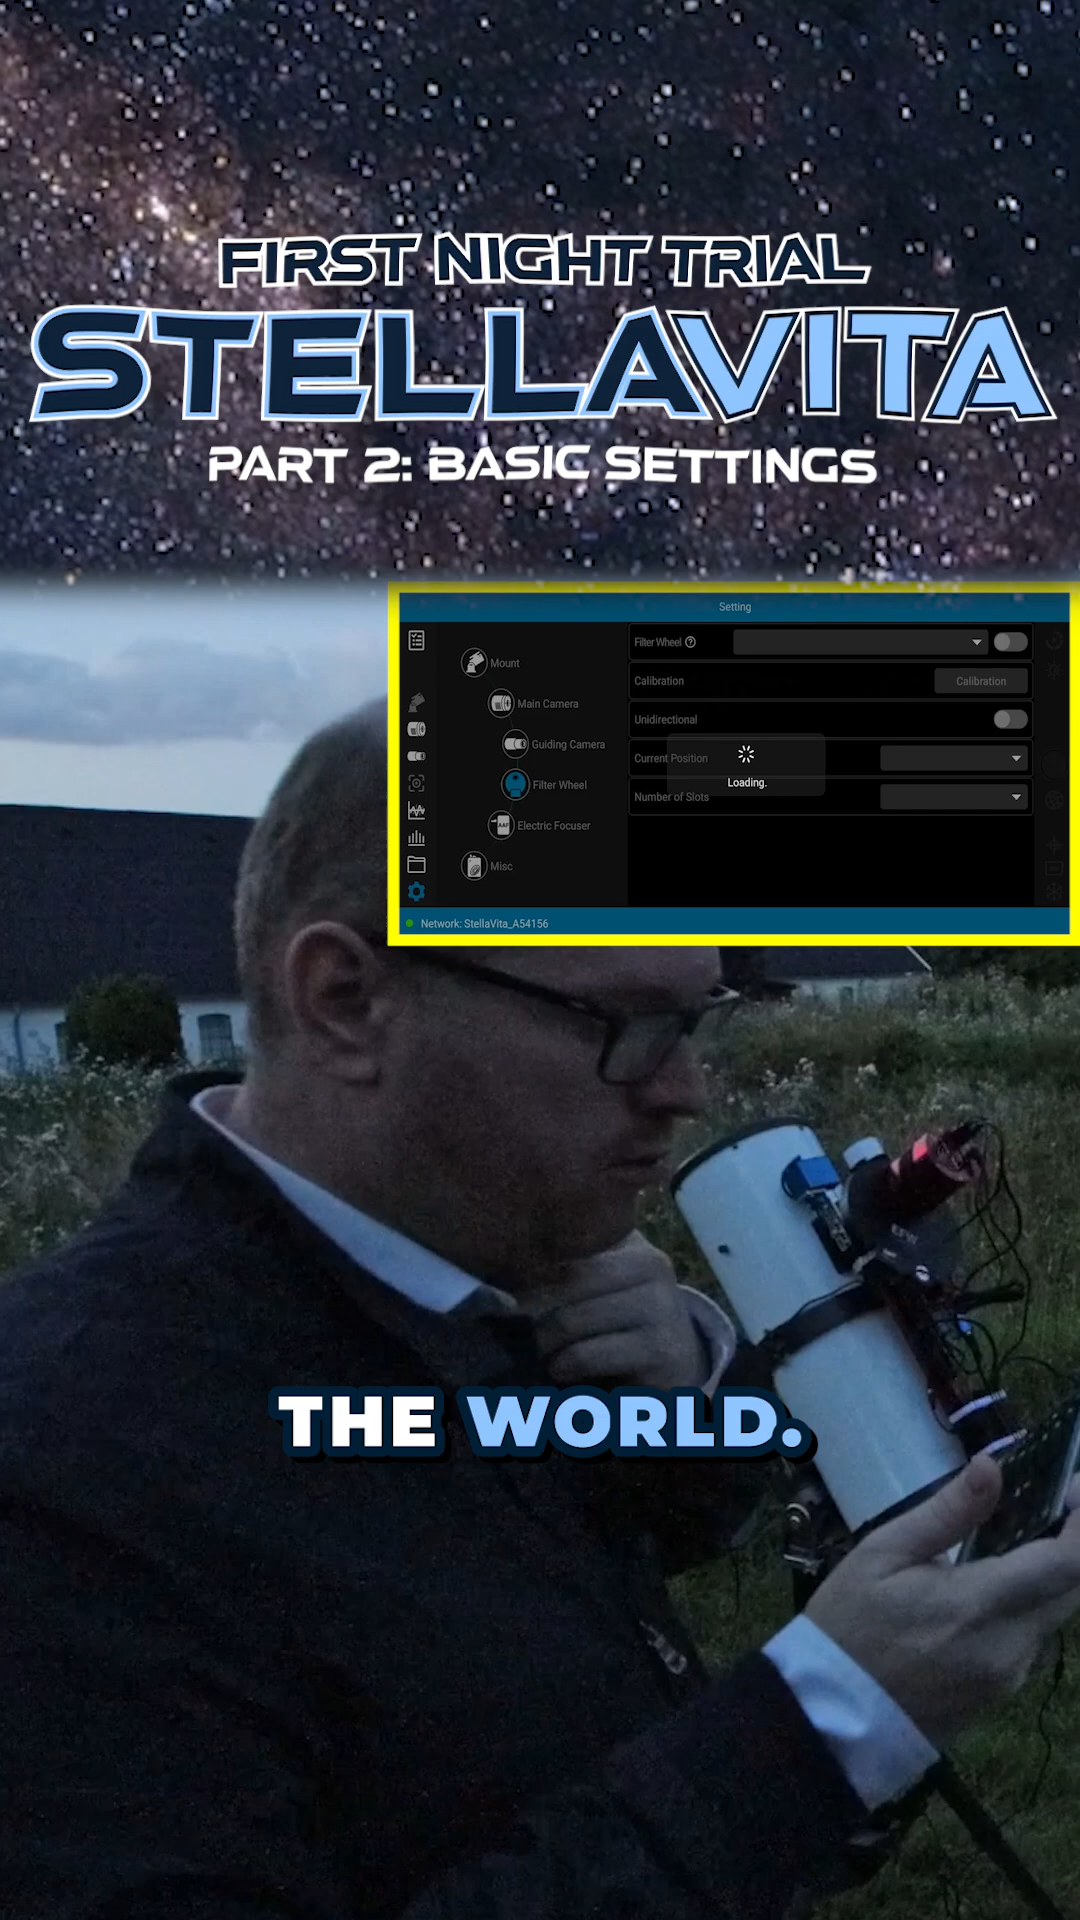 FIRST NIGHT TRIAL
STELLAVITA
PART 2: BASIC SETTINGS
Setting
Mount
Main Camera
Guiding Camera
Filter Wheel
Electric Focuser
Misc
Filter Wheel ?
Calibration
Calibration
Unidirectional
Current Position
Loading.
Number of Slots
Network: StellaVita_A54156
THE WORLD.